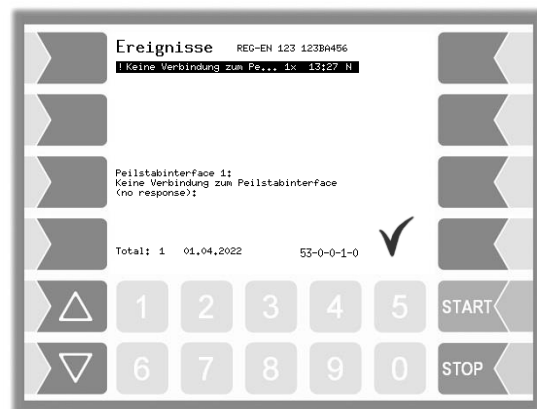 Ereignisse REG-EN 123 123BA456
!Keine Verbindung zum Pe... 1x 13:27 N
Peilstabinterface 1:
Keine Verbindung zum Peilstabinterface
(no response):
Total: 1 01.04.2022 53-0-0-1-0
1 2 3 4 5 START
6 7 8 9 0 STOP